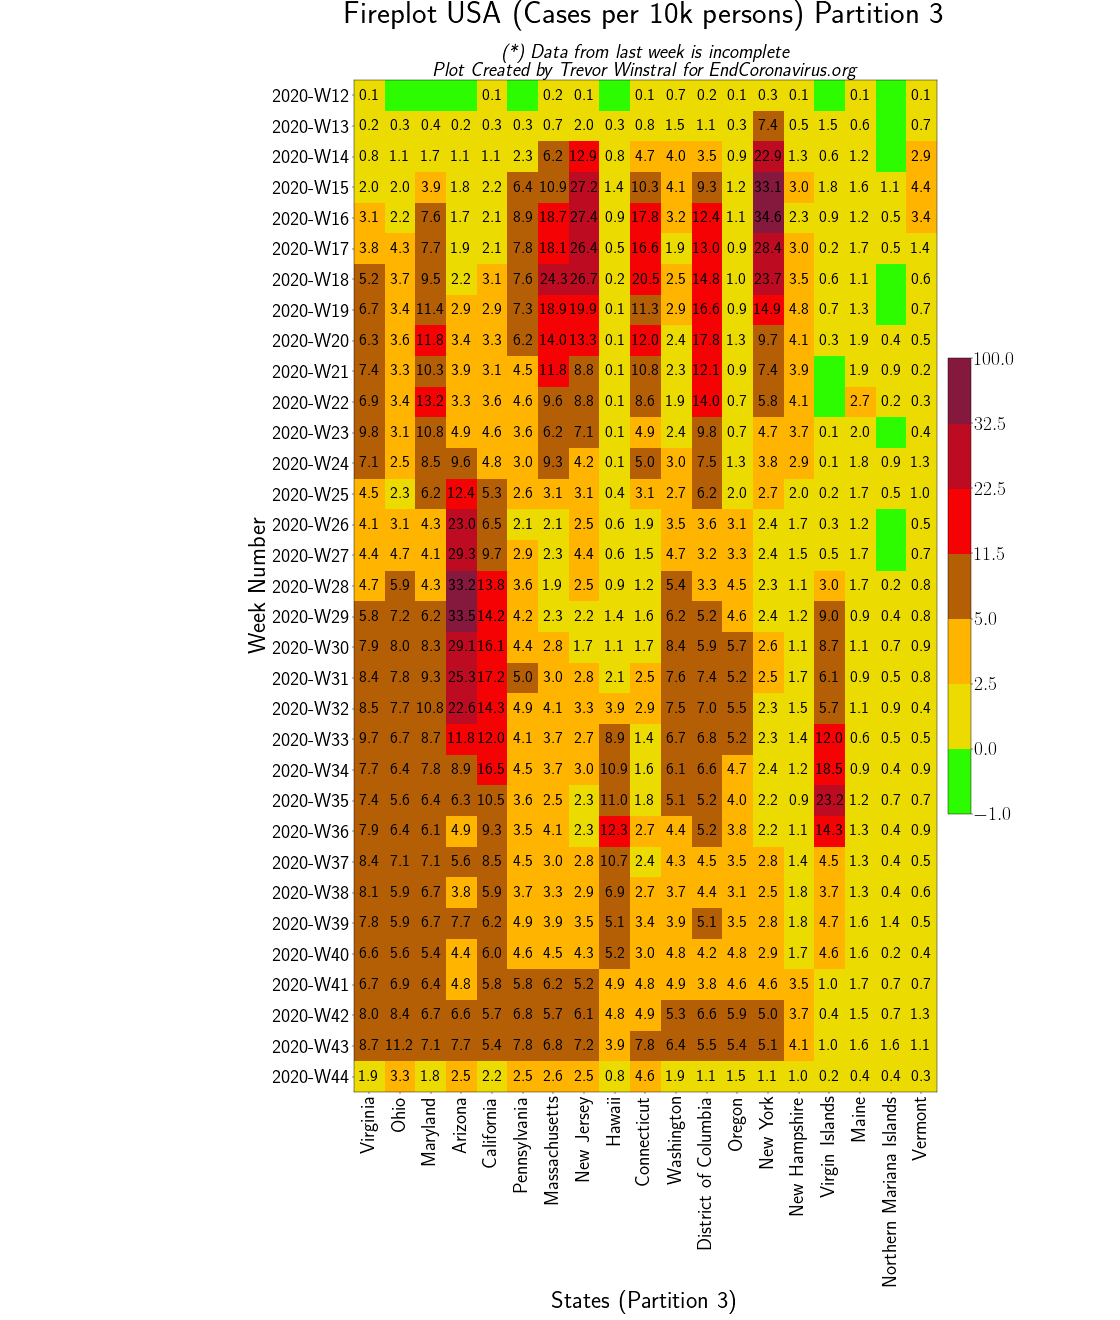 Fireplot USA (Cases per 10k persons) Partition 3
(*) Data from last week is incomplete
Plot Created by Trevor Winstral for EndCoronavirus.org
2020-W12 0.1 0.1 0.2 0.1 0.1 0.7 0.2 0.1 0.3 0.1 0.1 0.1
2020-W13 0.2 0.3 0.4 0.2 0.3 0.3 0.7 2.0 0.3 0.8 1.5 1.1 0.3 7.4 0.5 1.5 0.6 0.7
2020-W14 0.8 1.1 1.7 1.1 1.1 2.3 6.2 12.9 0.8 4.7 4.0 3.5 0.9 22.9 1.3 0.6 1.2 2.9
2020-W15 2.0 2.0 3.9 1.8 2.2 6.4 10.9 27.2 1.4 10.3 4.1 9.3 1.2 33.1 3.0 1.8 1.6 1.1 4.4
2020-W16 3.1 2.2 7.6 1.7 2.1 8.9 18.7 27.4 0.9 17.8 3.2 12.4 1.1 34.6 2.3 0.9 1.2 0.5 3.4
2020-W17 3.8 4.3 7.7 1.9 2.1 7.8 18.1 26.4 0.5 16.6 1.9 13.0 0.9 28.4 3.0 0.2 1.7 0.5 1.4
2020-W18 5.2 3.7 9.5 2.2 3.1 7.6 24.3 26.7 0.2 20.5 2.5 14.8 1.0 23.7 3.5 0.6 1.1 0.6
2020-W19 6.7 3.4 11.4 2.9 2.9 7.3 18.9 19.9 0.1 11.3 2.9 16.6 0.9 14.9 4.8 0.7 1.3 0.7
2020-W20 6.3 3.6 11.8 3.4 3.3 6.2 14.0 13.3 0.1 12.0 2.4 17.8 1.3 9.7 4.1 0.3 1.9 0.4 0.5
2020-W21 7.4 3.3 10.3 3.9 3.1 4.5 11.8 8.8 0.1 10.8 2.3 12.1 0.9 7.4 3.9 1.9 0.9 0.2
2020-W22 6.9 3.4 13.2 3.3 3.6 4.6 9.6 8.8 0.1 8.6 1.9 14.0 0.7 5.8 4.1 2.7 0.2 0.3
2020-W23 9.8 3.1 10.8 4.9 4.6 3.6 6.2 7.1 0.1 4.9 2.4 9.8 0.7 4.7 3.7 0.1 2.0 0.4
2020-W24 7.1 2.5 8.5 9.6 4.8 3.0 9.3 4.2 0.1 5.0 3.0 7.5 1.3 3.8 2.9 0.1 1.8 0.9 1.3
2020-W25 4.5 2.3 6.2 12.4 5.3 2.6 3.1 3.1 0.4 3.1 2.7 6.2 2.0 2.7 2.0 0.2 1.7 0.5 1.0
2020-W26 4.1 3.1 4.3 23.0 6.5 2.1 2.1 2.5 0.6 1.9 3.5 3.6 3.1 2.4 1.7 0.3 1.2 0.5
2020-W27 4.4 4.7 4.1 29.3 9.7 2.9 2.3 4.4 0.6 1.5 4.7 3.2 3.3 2.4 1.5 0.5 1.7 0.7
2020-W28 4.7 5.9 4.3 33.2 13.8 3.6 1.9 2.5 0.9 1.2 5.4 3.3 4.5 2.3 1.1 3.0 1.7 0.2 0.8
2020-W29 5.8 7.2 6.2 33.5 14.2 4.2 2.3 2.2 1.4 1.6 6.2 5.2 4.6 2.4 1.2 9.0 0.9 0.4 0.8
2020-W30 7.9 8.0 8.3 29.1 16.1 4.4 2.8 1.7 1.1 1.7 8.4 5.9 5.7 2.6 1.1 8.7 1.1 0.7 0.9
2020-W31 8.4 7.8 9.3 25.3 17.2 5.0 3.0 2.8 2.1 2.5 7.6 7.4 5.2 2.5 1.7 6.1 0.9 0.5 0.8
2020-W32 8.5 7.7 10.8 22.6 14.3 4.9 4.1 3.3 3.9 2.9 7.5 7.0 5.5 2.3 1.5 5.7 1.1 0.9 0.4
2020-W33 9.7 6.7 8.7 11.8 12.0 4.1 3.7 2.7 8.9 1.4 6.7 6.8 5.2 2.3 1.4 12.0 0.6 0.5 0.5
2020-W34 7.7 6.4 7.8 8.9 16.5 4.5 3.7 3.0 10.9 1.6 6.1 6.6 4.7 2.4 1.2 18.5 0.9 0.4 0.9
2020-W35 7.4 5.6 6.4 6.3 10.5 3.6 2.5 2.3 11.0 1.8 5.1 5.2 4.0 2.2 0.9 23.2 1.2 0.7 0.7
2020-W36 7.9 6.4 6.1 4.9 9.3 3.5 4.1 2.3 12.3 2.7 4.4 5.2 3.8 2.2 1.1 14.3 1.3 0.4 0.9
2020-W37 8.4 7.1 7.1 5.6 8.5 4.5 3.0 2.8 10.7 2.4 4.3 4.5 3.5 2.8 1.4 4.5 1.3 0.4 0.5
2020-W38 8.1 5.9 6.7 3.8 5.9 3.7 3.3 2.9 6.9 2.7 3.7 4.4 3.1 2.5 1.8 3.7 1.3 0.4 0.6
2020-W39 7.8 5.9 6.7 7.7 6.2 4.9 3.9 3.5 5.1 3.4 3.9 5.1 3.5 2.8 1.8 4.7 1.6 1.4 0.5
2020-W40 6.6 5.6 5.4 4.4 6.0 4.6 4.5 4.3 5.2 3.0 4.8 4.2 4.8 2.9 1.7 4.6 1.6 0.2 0.4
2020-W41 6.7 6.9 6.4 4.8 5.8 5.8 6.2 5.2 4.9 4.8 4.9 3.8 4.6 4.6 3.5 1.0 1.7 0.7 0.7
2020-W42 8.0 8.4 6.7 6.6 5.7 6.8 5.7 6.1 4.8 4.9 5.3 6.6 5.9 5.0 3.7 0.4 1.5 0.7 1.3
2020-W43 8.7 11.2 7.1 7.7 5.4 7.8 6.8 7.2 3.9 7.8 6.4 5.5 5.4 5.1 4.1 1.0 1.6 1.6 1.1
2020-W44 1.9 3.3 1.8 2.5 2.2 2.5 2.6 2.5 0.8 4.6 1.9 1.1 1.5 1.1 1.0 0.2 0.4 0.4 0.3
Week Number
Virginia
Ohio
Maryland
Arizona
California
Pennsylvania
Massachusetts
New Jersey
Hawaii
Connecticut
Washington
District of Columbia
Oregon
New York
New Hampshire
Virgin Islands
Maine
Northern Mariana Islands
Vermont
States (Partition 3)
100.0
32.5
22.5
11.5
5.0
2.5
0.0
−1.0